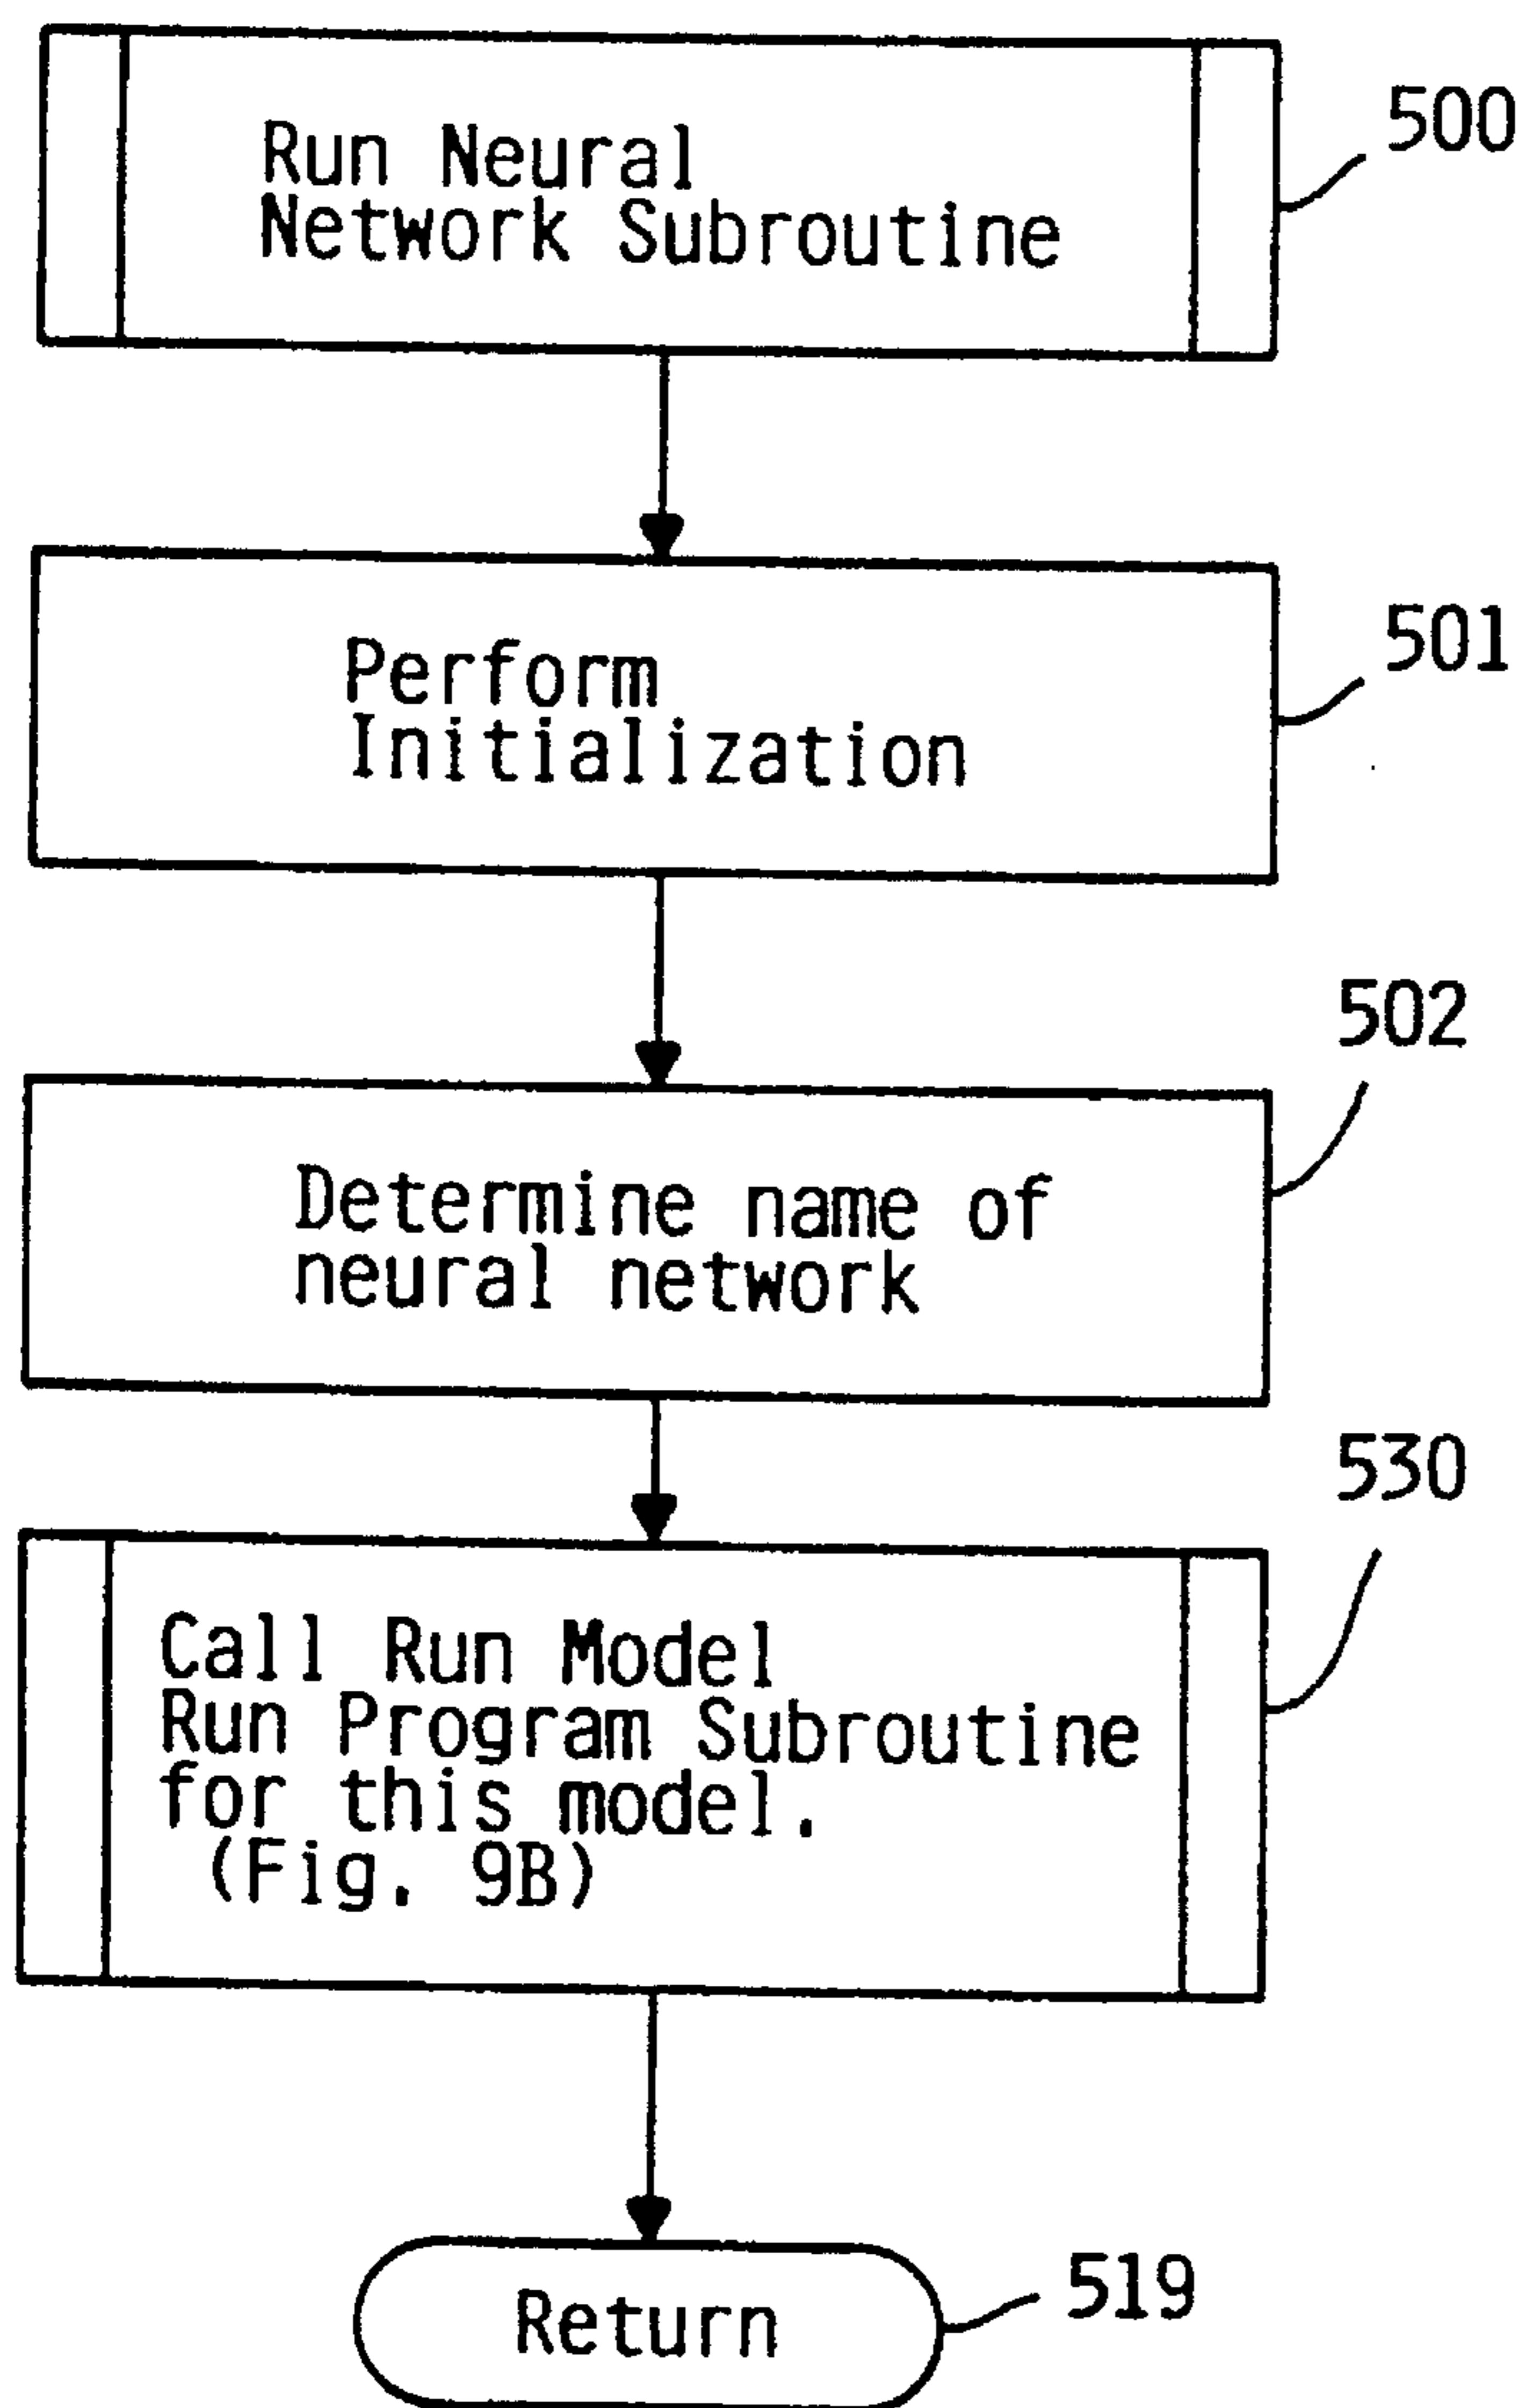 500
Run Neural
Network Subroutine
501
Perform
Initialization
502
Determine name of
neural network
530
Call Run Model
Run Program Subroutine
for this model.
(Fig. 9B)
Return
519